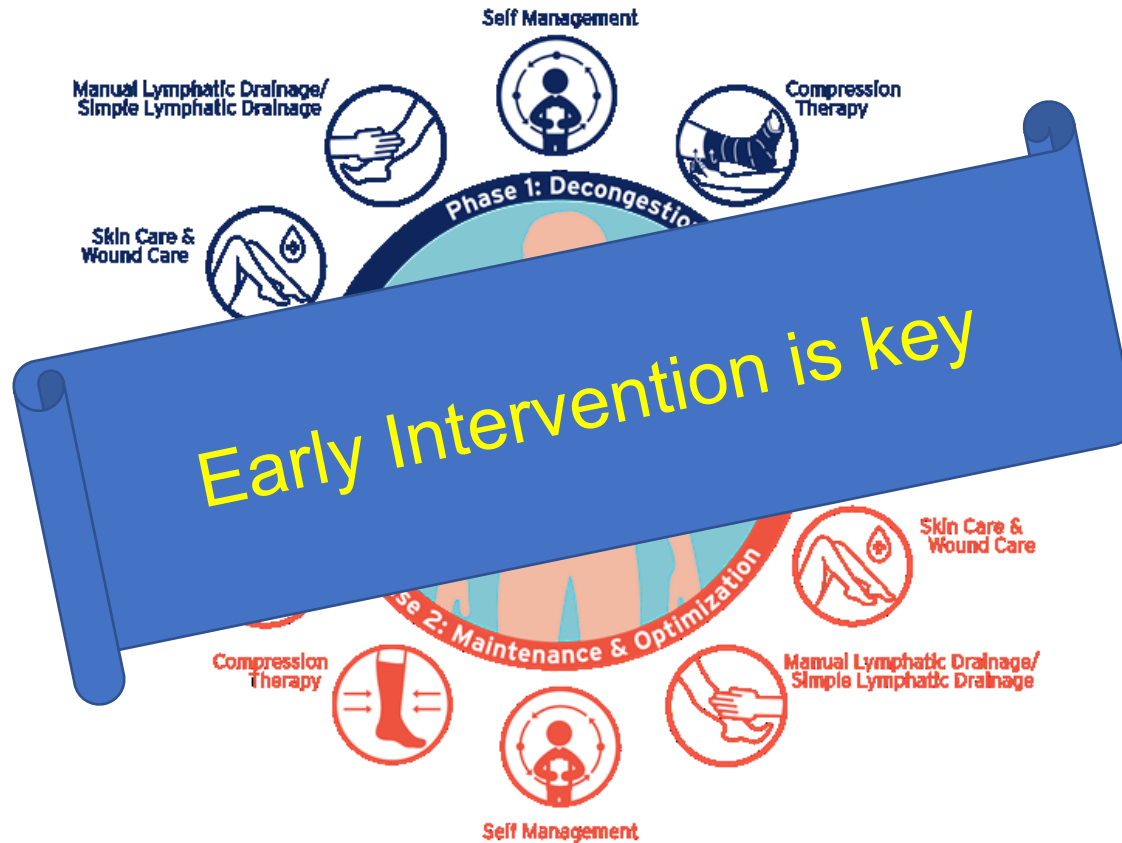 Self Management
Manual Lymphatic Drainage/
Simple Lymphatic Drainage
Compression
Therapy
Phase 1: Decongestio
Skin Care &
Wound Care
Early Intervention is key
Skin Care &
Wound Care
se 2: Maintenance & Optimization
Compression
Therapy
Manual Lymphatic Drainage/
Simple Lymphatic Drainage
Self Management